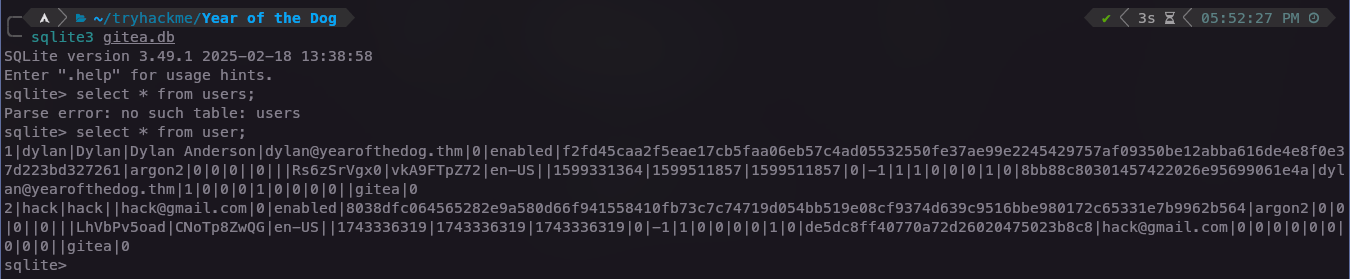 ~/tryhackme/Year of the Dog ✔ 3s 05:52:27 PM
sqlite3 gitea.db
SQLite version 3.49.1 2025-02-18 13:38:58
Enter ".help" for usage hints.
sqlite> select * from users;
Parse error: no such table: users
sqlite> select * from user;
1|dylan|Dylan|Dylan Anderson|dylan@yearofthedog.thm|0|enabled|f2fd45caa2f5eae17cb5faa06eb57c4ad05532550fe37ae99e2245429757af09350be12abba616de4e8f0e3
7d223bd327261|argon2|0|0|0||0|||Rs6zSrVgx0|vkA9FTpZ72|en-US||1599331364|1599511857|1599511857|0|-1|1|1|0|0|0|1|0|8bb88c80301457422026e95699061e4a|dyl
an@yearofthedog.thm|1|0|0|0|1|0|0|0|0||gitea|0
2|hack|hack||hack@gmail.com|0|enabled|8038dfc064565282e9a580d66f941558410fb73c7c74719d054bb519e08cf9374d639c9516bbe980172c65331e7b9962b564|argon2|0|0
|0||0|||LhVbPv5oad|CNoTp8ZwQG|en-US||1743336319|1743336319|1743336319|0|-1|1|0|0|0|0|1|0|de5dc8ff40770a72d26020475023b8c8|hack@gmail.com|0|0|0|0|0|0|
0|0|0||gitea|0
sqlite>